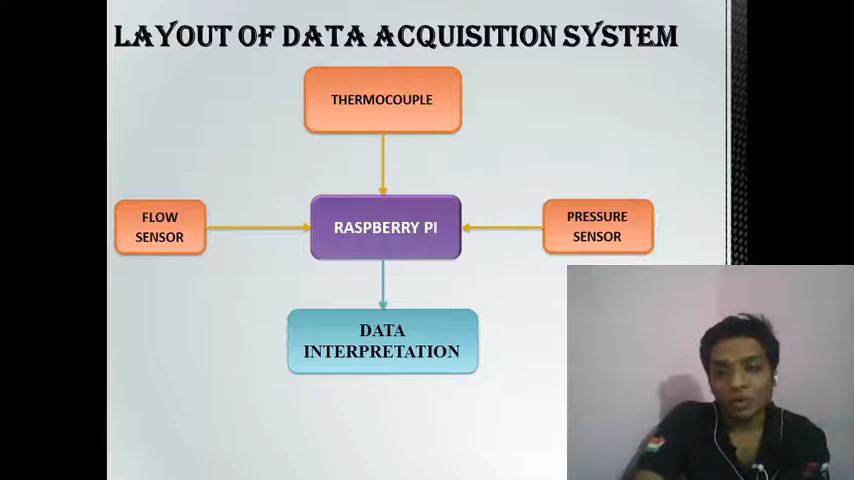 LAYOUT OF DATA ACQUISITION SYSTEM
THERMOCOUPLE
FLOW
SENSOR
RASPBERRY PI
PRESSURE
SENSOR
DATA
INTERPRETATION